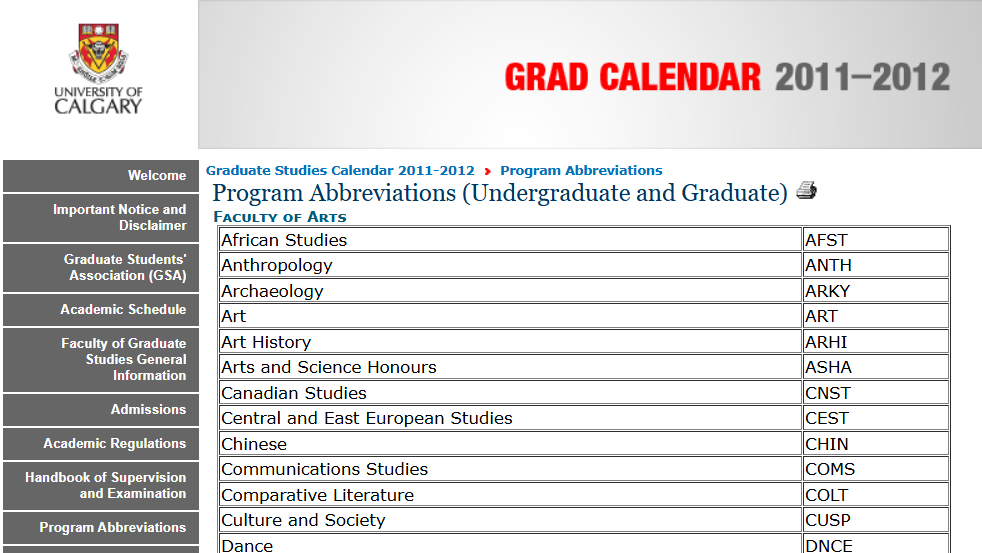 UNIVERSITY OF
CALGARY
GRAD CALENDAR 2011–2012
Welcome
Important Notice and
Disclaimer
Graduate Students'
Association (GSA)
Academic Schedule
Faculty of Graduate
Studies General
Information
Admissions
Academic Regulations
Handbook of Supervision
and Examination
Program Abbreviations
Graduate Studies Calendar 2011-2012 Program Abbreviations
Program Abbreviations (Undergraduate and Graduate)
FACULTY OF ARTS
African Studies AFST
Anthropology ANTH
Archaeology ARKY
Art ART
Art History ARHI
Arts and Science Honours ASHA
Canadian Studies CNST
Central and East European Studies CEST
Chinese CHIN
Communications Studies COMS
Comparative Literature COLT
Culture and Society CUSP
Dance DNCE